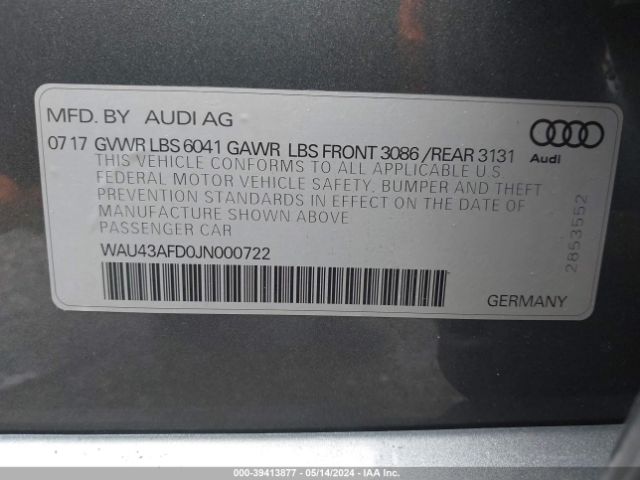 MFD. BY AUDI AG
07 17 GVWR LBS 6041 GAWR LBS FRONT 3086 /REAR 3131
THIS VEHICLE CONFORMS TO ALL APPLICABLE U.S.
FEDERAL MOTOR VEHICLE SAFETY, BUMPER AND THEFT
PREVENTION STANDARDS IN EFFECT ON THE DATE OF
MANUFACTURE SHOWN ABOVE
PASSENGER CAR
WAU43AFD0JN000722
Audi
2853552
GERMANY
000-39413877 - 05/14/2024 - IAA Inc.